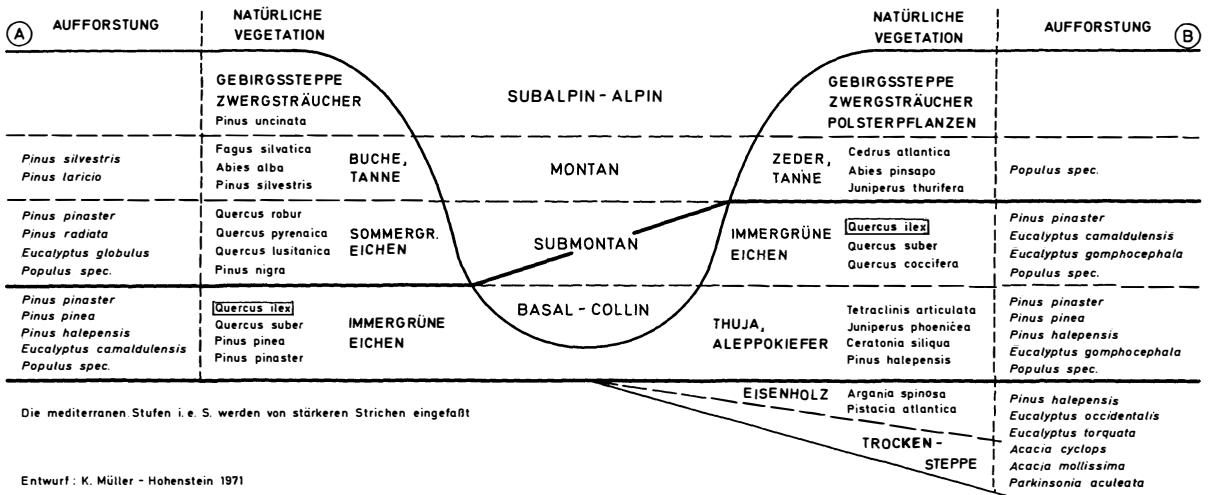 A
AUFFORSTUNG
NATÜRLICHE
VEGETATION
NATÜRLICHE
VEGETATION
AUFFORSTUNG
B
GEBIRGSSTEPPE
ZWERGSTRÄUCHER
Pinus uncinata
SUBALPIN - ALPIN
GEBIRGSSTEPPE
ZWERGSTRÄUCHER
POLSTERPFLANZEN
Pinus silvestris
Pinus laricio
Fagus silvatica
Abies alba
Pinus silvestris
BUCHE,
TANNE
MONTAN
ZEDER,
TANNE
Cedrus atlantica
Abies pinsapo
Juniperus thurifera
Populus spec.
Pinus pinaster
Pinus radiata
Eucalyptus globulus
Populus spec.
Quercus robur
Quercus pyrenaica
Quercus lusitanica
Pinus nigra
SOMMERGR.
EICHEN
SUBMONTAN
IMMERGRÜNE
EICHEN
Quercus ilex
Quercus suber
Quercus coccifera
Pinus pinaster
Eucalyptus camaldulensis
Eucalyptus gomphocephala
Populus spec.
Pinus pinaster
Pinus pinea
Pinus halepensis
Eucalyptus camaldulensis
Populus spec.
Quercus ilex
Quercus suber
Pinus pinea
Pinus pinaster
IMMERGRÜNE
EICHEN
BASAL - COLLIN
THUJA,
ALEPPOKIEFER
Tetraclinis articulata
Juniperus phoenicea
Ceratonia siliqua
Pinus halepensis
Pinus pinaster
Pinus pinea
Pinus halepensis
Eucalyptus gomphocephala
Populus spec.
EISENHOLZ
Argania spinosa
Pistacia atlantica
TROCKEN-
STEPPE
Pinus halepensis
Eucalyptus occidentalis
Eucalyptus torquata
Acacia cyclops
Acacia mollissima
Parkinsonia aculeata
Die mediterranen Stufen i. e. S. werden von stärkeren Strichen eingefaßt
Entwurf : K. Müller - Hohenstein 1971